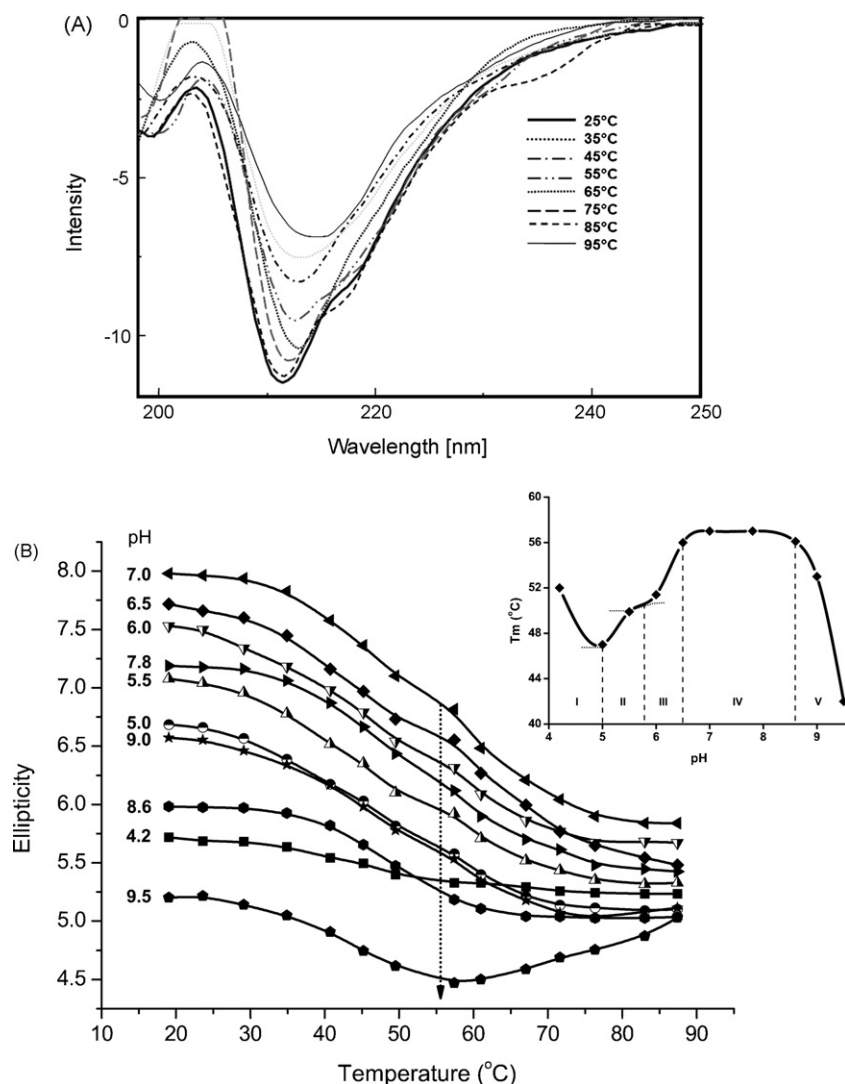 (A)
0
-5
-10
Intensity
200
220
240
250
Wavelength [nm]
25°C
35°C
45°C
55°C
65°C
75°C
85°C
95°C
(B)
pH
8.0
7.5
7.0
6.5
6.0
5.5
5.0
4.5
Ellipticity
7.0
6.5
6.0
7.8
5.5
5.0
9.0
8.6
4.2
9.5
10
20
30
40
50
60
70
80
90
Temperature (°C)
60
56
52
48
44
40
Tm (°C)
I
II
III
IV
V
4
5
6
7
8
9
pH